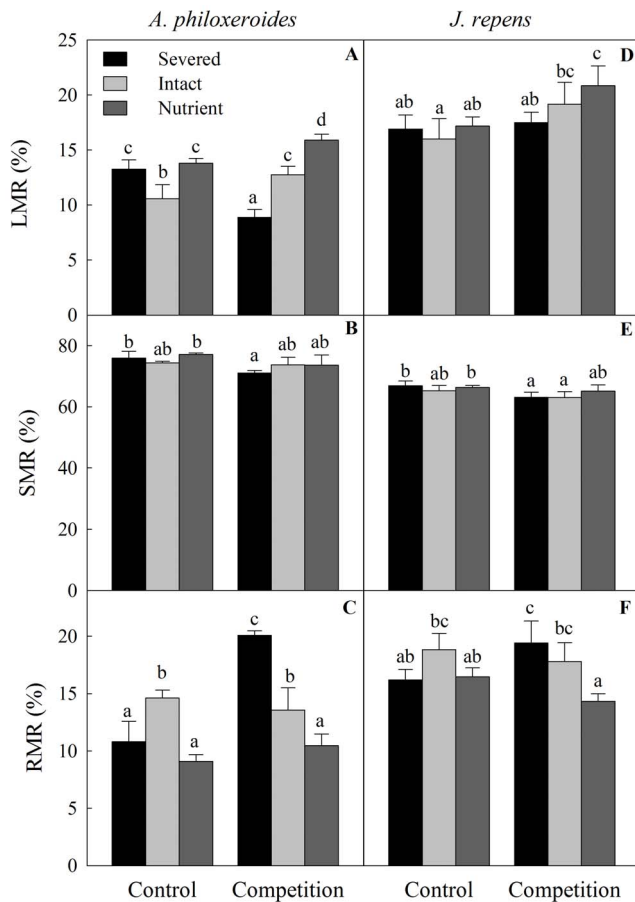 A. philoxeroides J. repens
25
20
15
10
5
0
LMR (%)
Severed
Intact
Nutrient
A
c b c a c d
D
ab a ab ab bc c
80
60
40
20
0
SMR (%)
B
b ab b a ab ab
E
b ab b a a ab
20
15
10
5
0
RMR (%)
C
a b a c b a
F
ab bc ab c bc a
Control Competition Control Competition